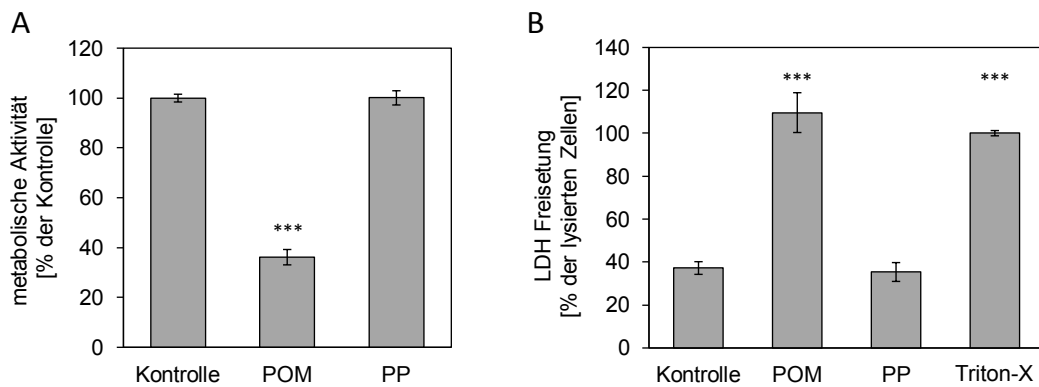 A
metabolische Aktivität
[% der Kontrolle]
120
100
80
60
40
20
0
***
Kontrolle POM PP
B
LDH Freisetung
[% der lysierten Zellen]
140
120
100
80
60
40
20
0
*** ***
Kontrolle POM PP Triton-X